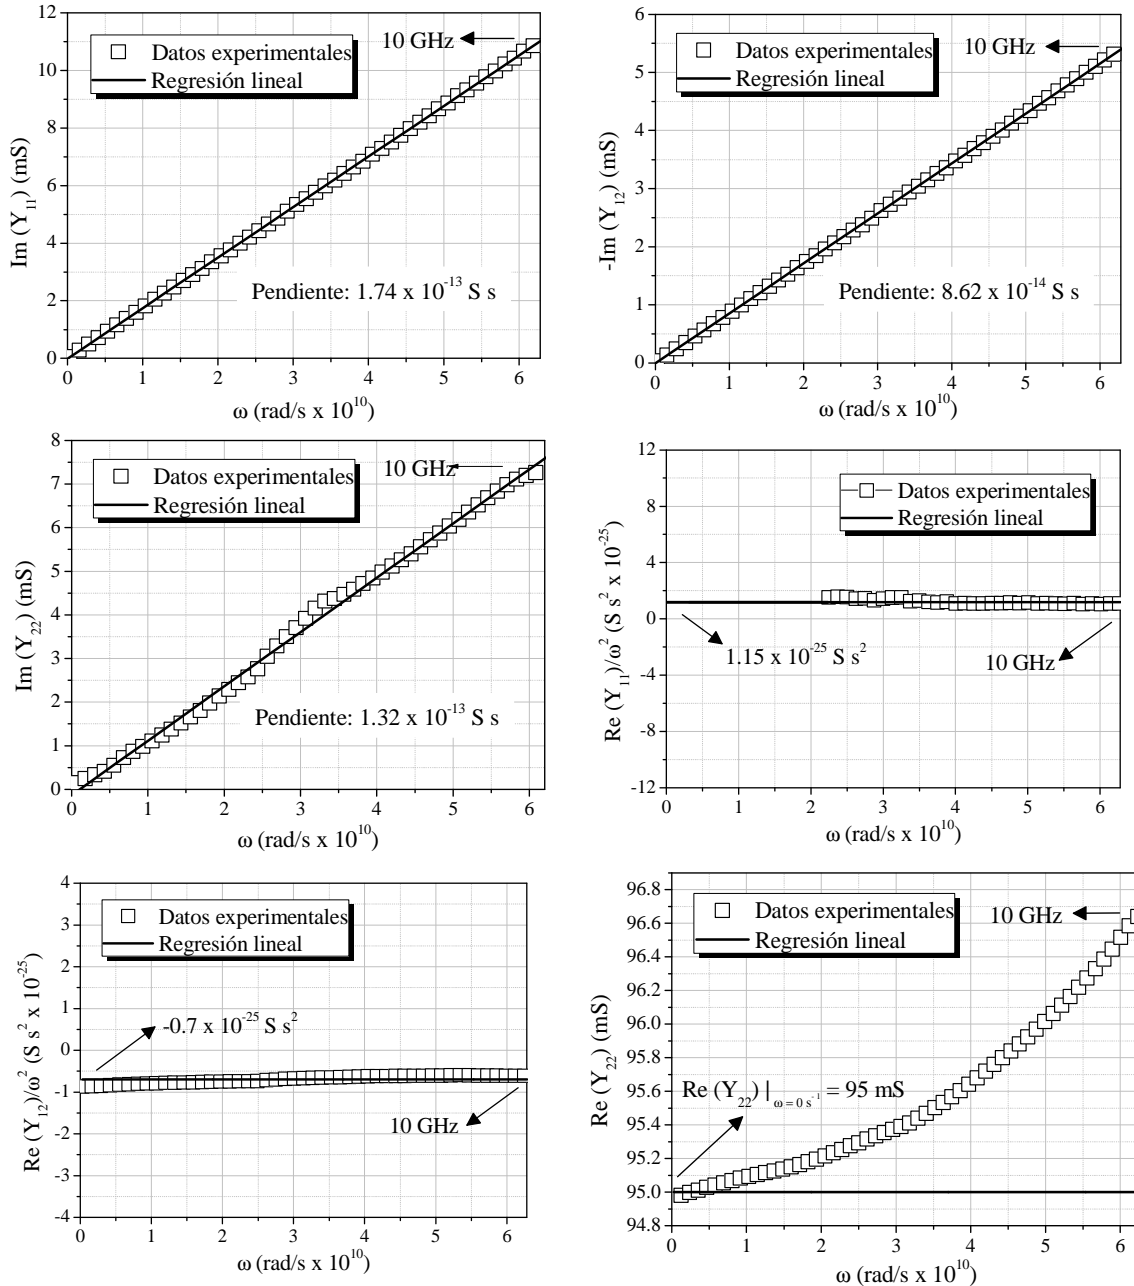 12
10
8
6
4
2
0
Im (Y11) (mS)
Datos experimentales
Regresión lineal
10 GHz
Pendiente: 1.74 x 10-13 S s
0 1 2 3 4 5 6
ω (rad/s x 1010)
6
5
4
3
2
1
0
-Im (Y12) (mS)
Datos experimentales
Regresión lineal
10 GHz
Pendiente: 8.62 x 10-14 S s
0 1 2 3 4 5 6
ω (rad/s x 1010)
8
7
6
5
4
3
2
1
0
Im (Y22) (mS)
Datos experimentales
Regresión lineal
10 GHz
Pendiente: 1.32 x 10-13 S s
0 1 2 3 4 5 6
ω (rad/s x 1010)
12
8
4
0
-4
-8
-12
Re (Y11)/ω2 (S s2 x 10-25)
Datos experimentales
Regresión lineal
1.15 x 10-25 S s2
10 GHz
0 1 2 3 4 5 6
ω (rad/s x 1010)
4
3
2
1
0
-1
-2
-3
-4
Re (Y12)/ω2 (S s2 x 10-25)
Datos experimentales
Regresión lineal
-0.7 x 10-25 S s2
10 GHz
0 1 2 3 4 5 6
ω (rad/s x 1010)
96.8
96.6
96.4
96.2
96.0
95.8
95.6
95.4
95.2
95.0
94.8
Re (Y22) (mS)
Datos experimentales
Regresión lineal
10 GHz
Re (Y22) | ω = 0 s-1 = 95 mS
0 1 2 3 4 5 6
ω (rad/s x 1010)